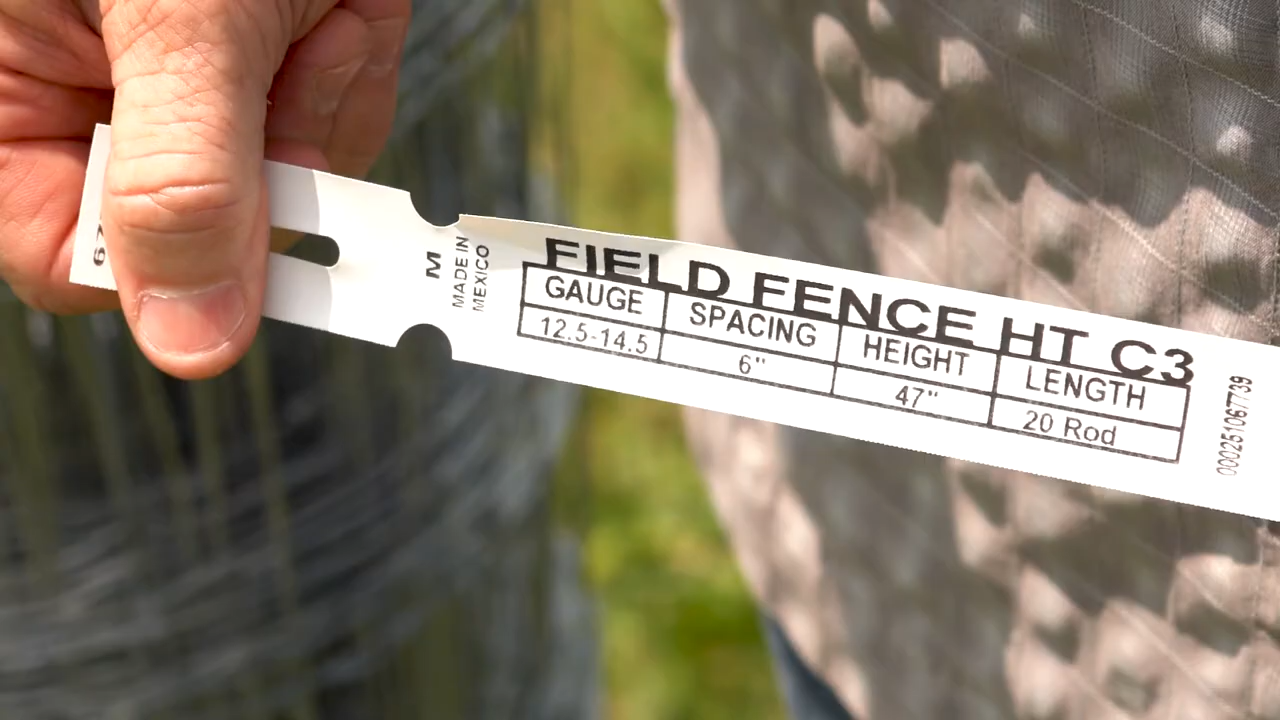 67
M
MADE IN
MEXICO
FIELD FENCE HT C3
GAUGE SPACING HEIGHT LENGTH
12.5-14.5 6" 47" 20 Rod
000251067739